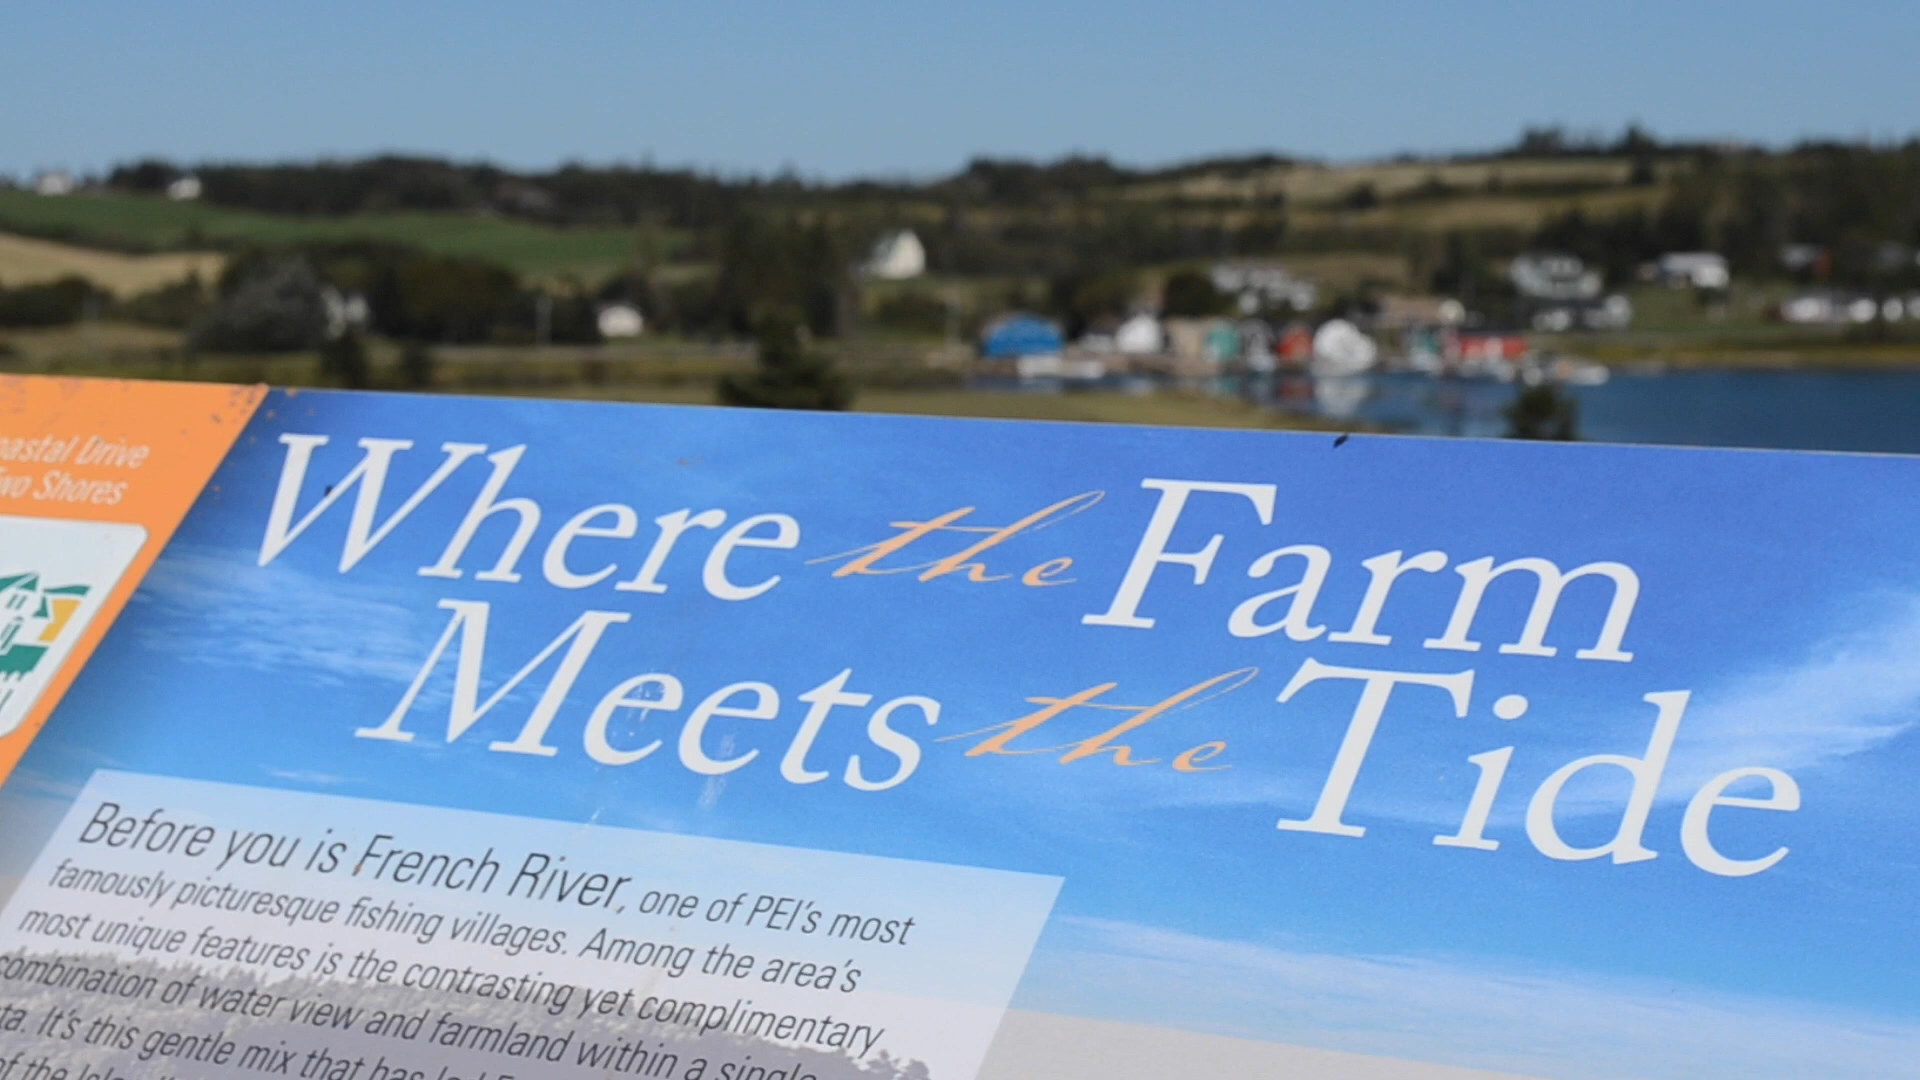 oastal Drive
wo Shores
Where the Farm
Meets the Tide
Before you is French River, one of PEI's most
famously picturesque fishing villages. Among the area's
most unique features is the contrasting yet complimentary
combination of water view and farmland within a single
ta. It's this gentle mix that has
of the